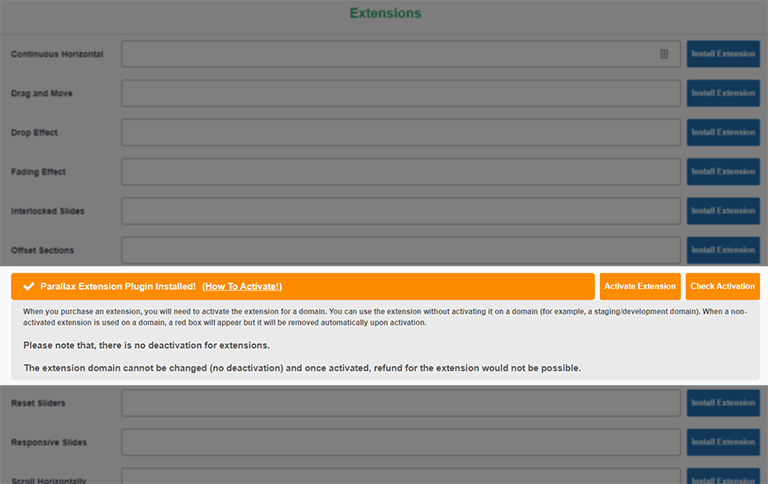 Extensions
Continuous Horizontal
Install Extension
Drag and Move
Install Extension
Drop Effect
Install Extension
Fading Effect
Install Extension
Interlocked Slides
Install Extension
Offset Sections
Install Extension
Parallax Extension Plugin Installed! (How To Activate!)
Activate Extension
Check Activation
When you purchase an extension, you will need to activate the extension for a domain. You can use the extension without activating it on a domain (for example, a staging/development domain). When a non-
activated extension is used on a domain, a red box will appear but it will be removed automatically upon activation.
Please note that, there is no deactivation for extensions.
The extension domain cannot be changed (no deactivation) and once activated, refund for the extension would not be possible.
Reset Sliders
Install Extension
Responsive Slides
Install Extension
Scroll Horizontally
Install Extension